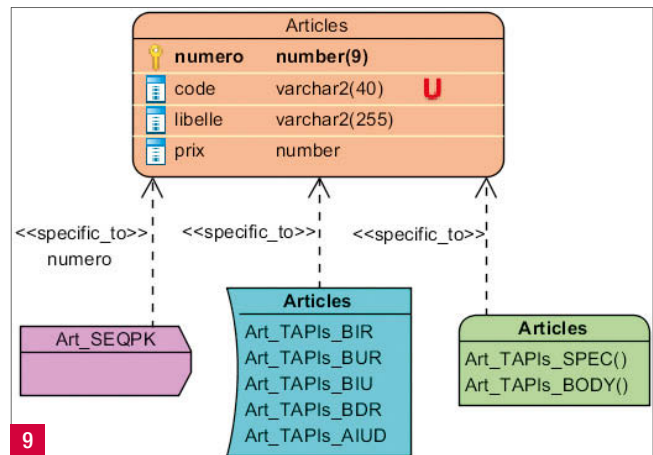 Articles
numero number(9)
code varchar2(40) U
libelle varchar2(255)
prix number
<<specific_to>> <<specific_to>> <<specific_to>>
numero
Art_SEQPK
Articles
Art_TAPIs_BIR
Art_TAPIs_BUR
Art_TAPIs_BIU
Art_TAPIs_BDR
Art_TAPIs_AIUD
Articles
Art_TAPIs_SPEC()
Art_TAPIs_BODY()
9